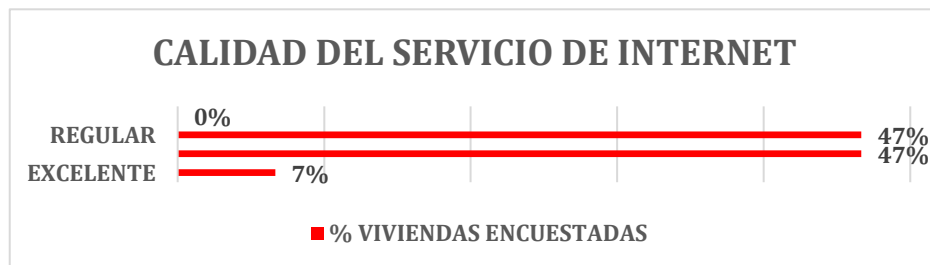 CALIDAD DEL SERVICIO DE INTERNET
0%
REGULAR 47%
47%
EXCELENTE 7%
% VIVIENDAS ENCUESTADAS